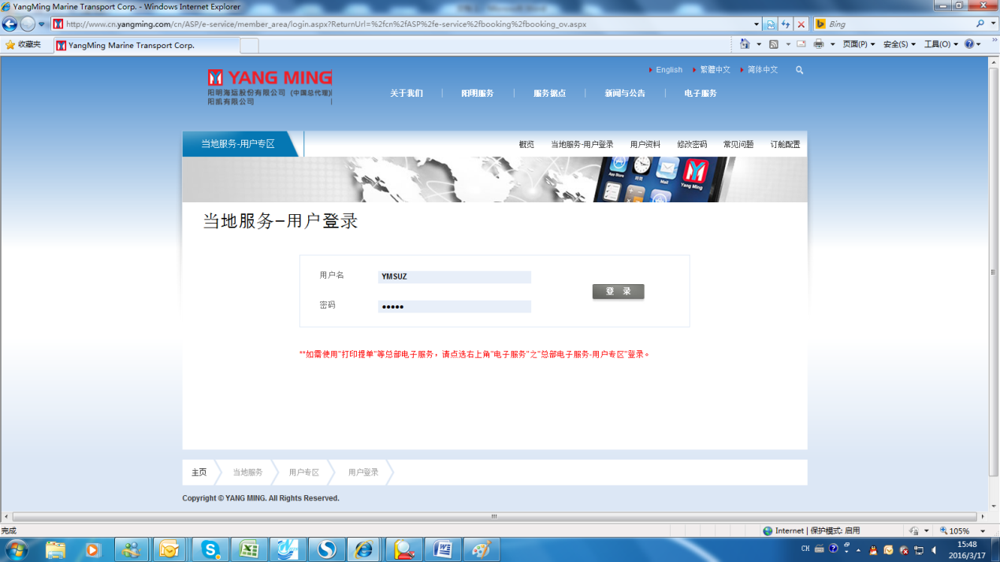 YangMing Marine Transport Corp. - Windows Internet Explorer
http://www.cn.yangming.com/cn/ASP/e-service/member_area/login.aspx?ReturnUrl=%2fcn%2fASP%2fe-service%2fbooking%2fbooking_ov.aspx
Bing
收藏夹
YangMing Marine Transport Corp.
页面(P) 安全(S) 工具(O)
English 繁體中文 简体中文
YANG MING
阳明海运股份有限公司 (中国总代理)
阳凯有限公司
关于我们 阳明服务 服务据点 新闻与公告 电子服务
当地服务-用户专区
概览 当地服务-用户登录 用户资料 修改密码 常见问题 订舱配置
App Store
Mail
Yang Ming
当地服务-用户登录
用户名 YMSUZ
密码 ●●●●●
登 录
**如需使用"打印提单"等总部电子服务，请点选右上角"电子服务"之"总部电子服务-用户专区"登录。
主页 当地服务 用户专区 用户登录
Copyright © YANG MING. All Rights Reserved.
完成
Internet | 保护模式: 启用
105%
CH
15:48
2016/3/17